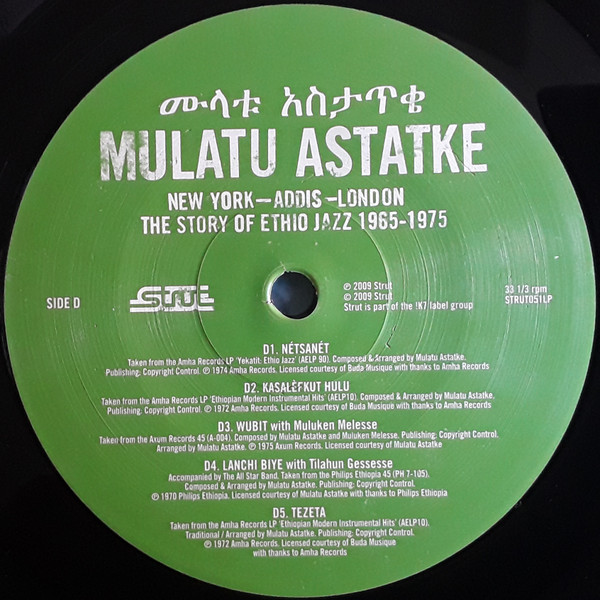 ሙላቱ አስታጥቄ
MULATU ASTATKE
NEW YORK–ADDIS–LONDON
THE STORY OF ETHIO JAZZ 1965-1975
SIDE D
STRUT
℗ 2009 Strut
© 2009 Strut
Strut is part of the !K7 label group
33 1/3 rpm
STRUT051LP
D1. NÉTSANÉT
Taken from the Amha Records LP 'Yekatit: Ethio Jazz' (AELP 90). Composed & Arranged by Mulatu Astatke.
Publishing: Copyright Control. ℗ 1974 Amha Records. Licensed courtesy of Buda Musique with thanks to Amha Records
D2. KASALÈFKUT HULU
Taken from the Amha Records LP 'Ethiopian Modern Instrumental Hits' (AELP10). Composed & Arranged by Mulatu Astatke.
Publishing: Copyright Control. ℗ 1972 Amha Records. Licensed courtesy of Buda Musique with thanks to Amha Records
D3. WUBIT with Muluken Melesse
Taken from the Axum Records 45 (A-004). Composed by Mulatu Astatke and Muluken Melesse. Publishing: Copyright Control.
Arranged by Mulatu Astatke. ℗ 1975 Axum Records. Licensed courtesy of Mulatu Astatke
D4. LANCHI BIYE with Tilahun Gessesse
Accompanied by The All Star Band. Taken from the Philips Ethiopia 45 (PH 7-105).
Composed & Arranged by Mulatu Astatke. Publishing: Copyright Control.
℗ 1970 Philips Ethiopia. Licensed courtesy of Mulatu Astatke with thanks to Philips Ethiopia
D5. TEZETA
Taken from the Amha Records LP 'Ethiopian Modern Instrumental Hits' (AELP10).
Traditional / Arranged by Mulatu Astatke. Publishing: Copyright Control.
℗ 1972 Amha Records. Licensed courtesy of Buda Musique
with thanks to Amha Records